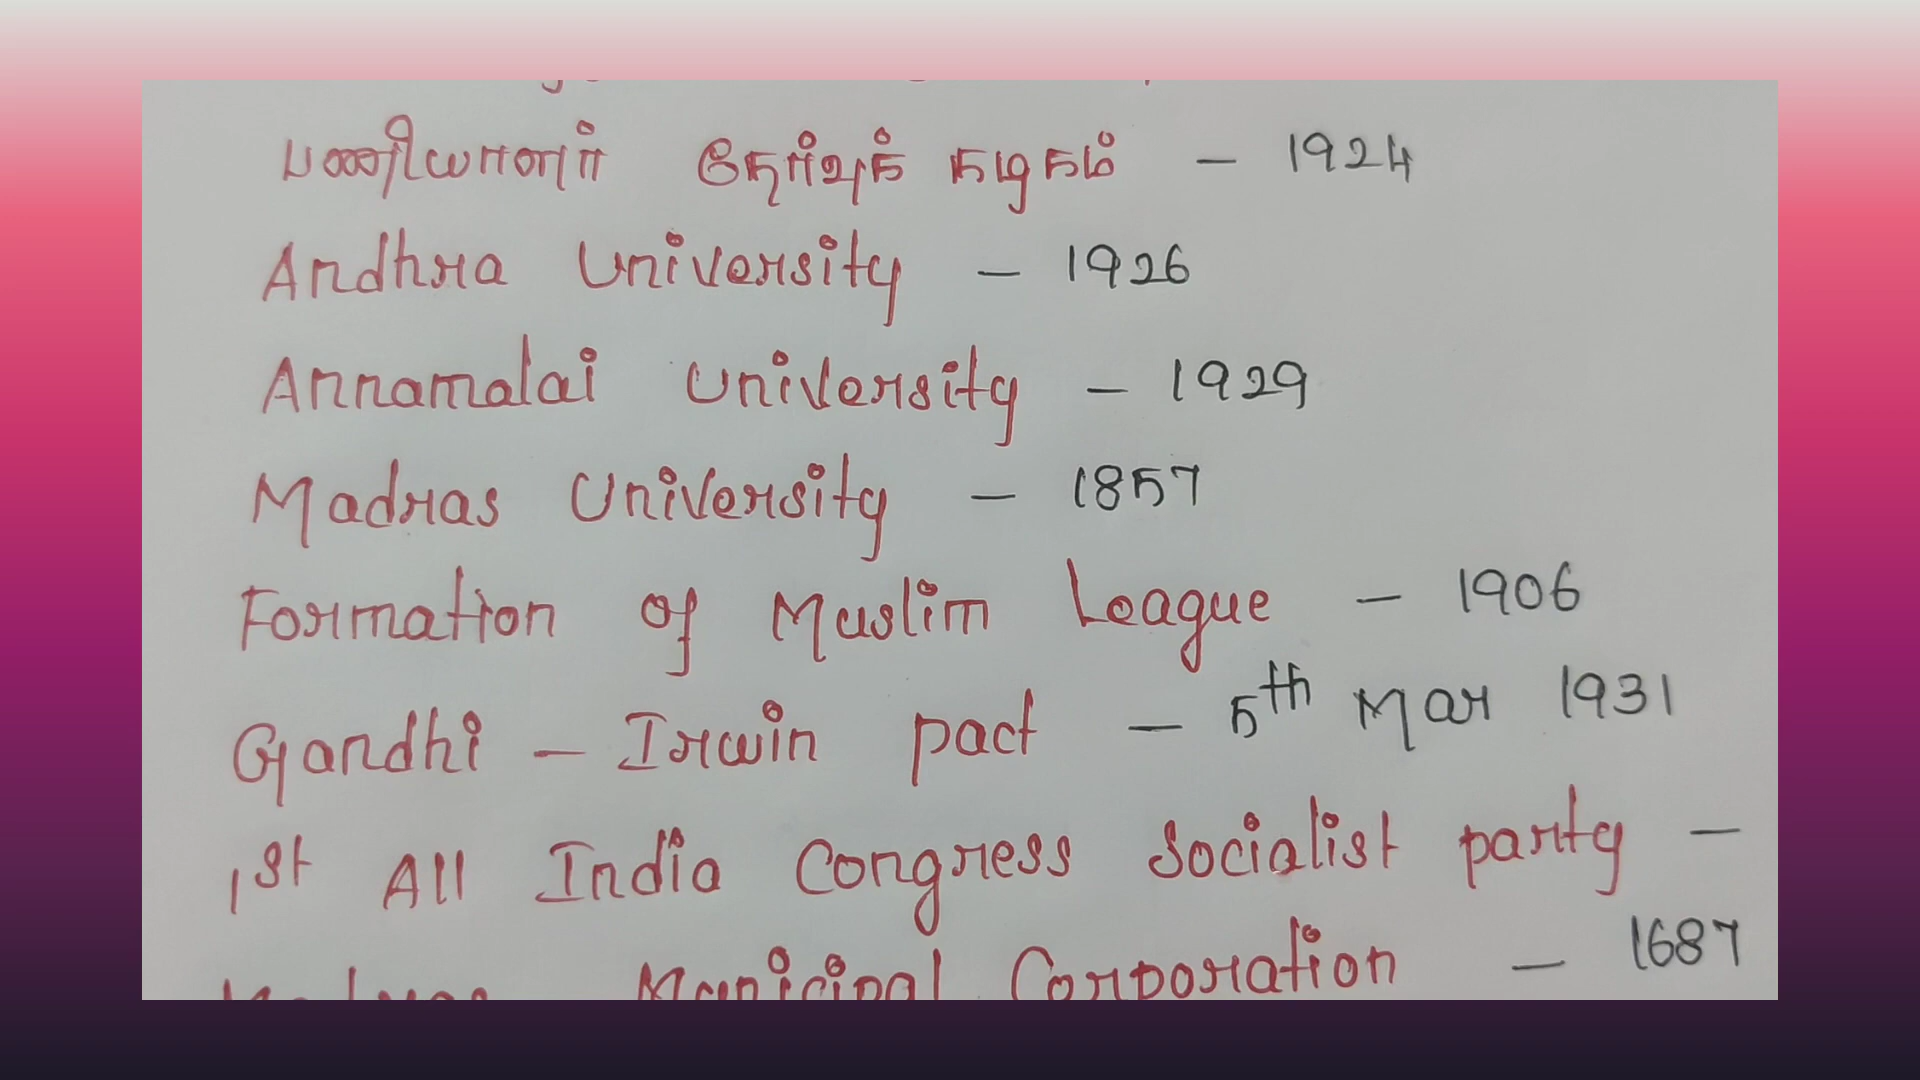 பணியாளர் தேர்வுக் கழகம் - 1924
Andhra University - 1926
Annamalai University - 1929
Madras University - 1857
Formation of Muslim League - 1906
Gandhi - Irwin pact - 5th Mar 1931
1st All India Congress Socialist party -
Madras Municipal Corporation - 1687